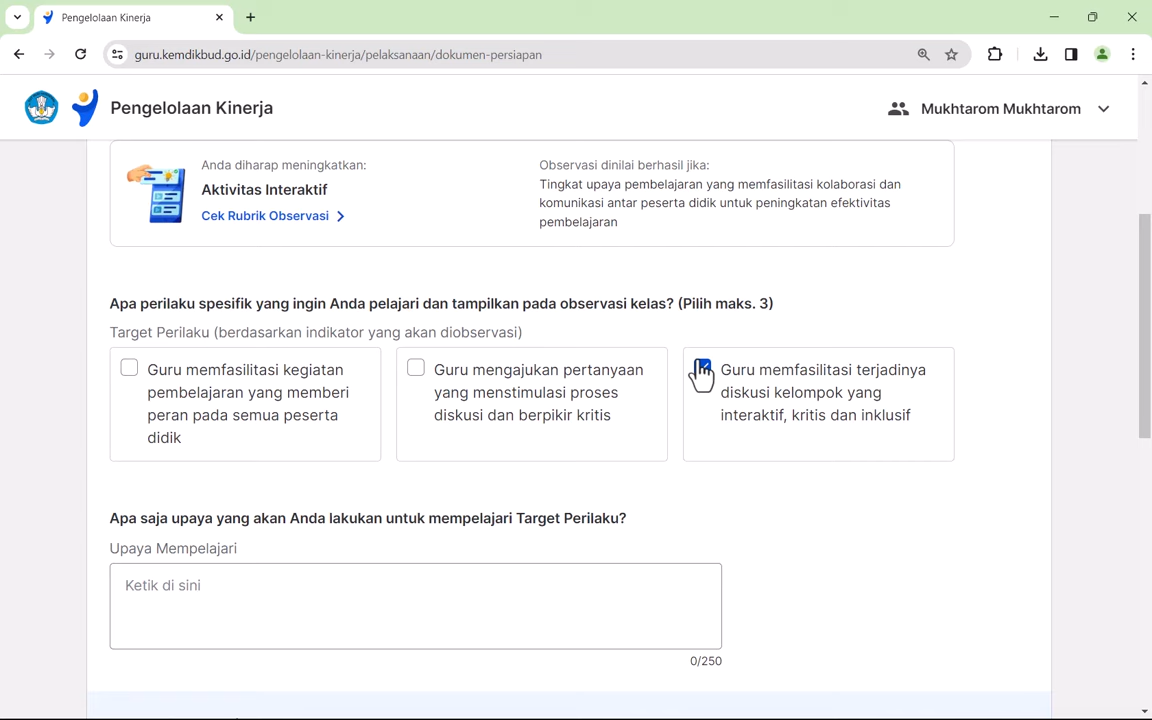 Pengelolaan Kinerja
guru.kemdikbud.go.id/pengelolaan-kinerja/pelaksanaan/dokumen-persiapan
Pengelolaan Kinerja
Mukhtarom Mukhtarom
Anda diharap meningkatkan:
Aktivitas Interaktif
Cek Rubrik Observasi
Observasi dinilai berhasil jika:
Tingkat upaya pembelajaran yang memfasilitasi kolaborasi dan
komunikasi antar peserta didik untuk peningkatan efektivitas
pembelajaran
Apa perilaku spesifik yang ingin Anda pelajari dan tampilkan pada observasi kelas? (Pilih maks. 3)
Target Perilaku (berdasarkan indikator yang akan diobservasi)
Guru memfasilitasi kegiatan
pembelajaran yang memberi
peran pada semua peserta
didik
Guru mengajukan pertanyaan
yang menstimulasi proses
diskusi dan berpikir kritis
Guru memfasilitasi terjadinya
diskusi kelompok yang
interaktif, kritis dan inklusif
Apa saja upaya yang akan Anda lakukan untuk mempelajari Target Perilaku?
Upaya Mempelajari
Ketik di sini
0/250